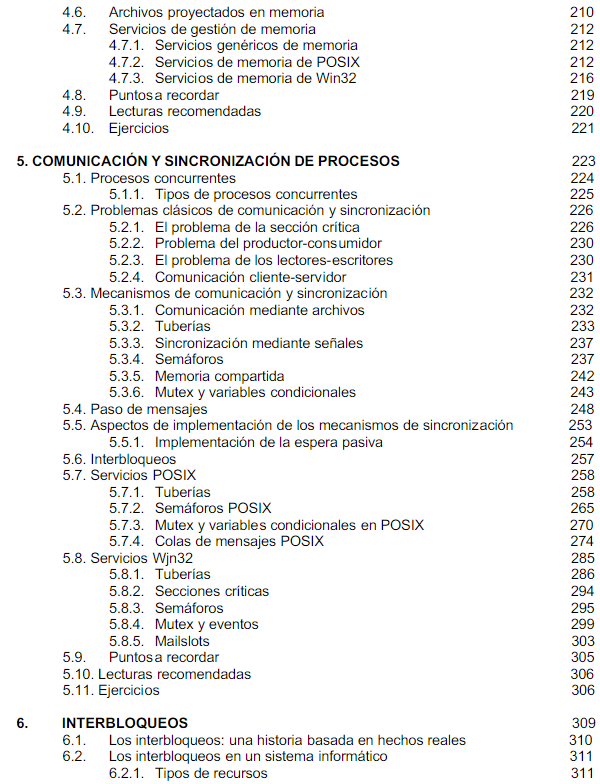 4.6. Archivos proyectados en memoria 210
4.7. Servicios de gestión de memoria 212
4.7.1. Servicios genéricos de memoria 212
4.7.2. Servicios de memoria de POSIX 212
4.7.3. Servicios de memoria de Win32 216
4.8. Puntos a recordar 219
4.9. Lecturas recomendadas 220
4.10. Ejercicios 221
5. COMUNICACIÓN Y SINCRONIZACIÓN DE PROCESOS 223
5.1. Procesos concurrentes 224
5.1.1. Tipos de procesos concurrentes 225
5.2. Problemas clásicos de comunicación y sincronización 226
5.2.1. El problema de la sección crítica 226
5.2.2. Problema del productor-consumidor 230
5.2.3. El problema de los lectores-escritores 230
5.2.4. Comunicación cliente-servidor 231
5.3. Mecanismos de comunicación y sincronización 232
5.3.1. Comunicación mediante archivos 232
5.3.2. Tuberías 233
5.3.3. Sincronización mediante señales 237
5.3.4. Semáforos 237
5.3.5. Memoria compartida 242
5.3.6. Mutex y variables condicionales 243
5.4. Paso de mensajes 248
5.5. Aspectos de implementación de los mecanismos de sincronización 253
5.5.1. Implementación de la espera pasiva 254
5.6. Interbloqueos 257
5.7. Servicios POSIX 258
5.7.1. Tuberías 258
5.7.2. Semáforos POSIX 265
5.7.3. Mutex y variables condicionales en POSIX 270
5.7.4. Colas de mensajes POSIX 274
5.8. Servicios Wjn32 285
5.8.1. Tuberías 286
5.8.2. Secciones críticas 294
5.8.3. Semáforos 295
5.8.4. Mutex y eventos 299
5.8.5. Mailslots 303
5.9. Puntos a recordar 305
5.10. Lecturas recomendadas 306
5.11. Ejercicios 306
6. INTERBLOQUEOS 309
6.1. Los interbloqueos: una historia basada en hechos reales 310
6.2. Los interbloqueos en un sistema informático 311
6.2.1. Tipos de recursos 311